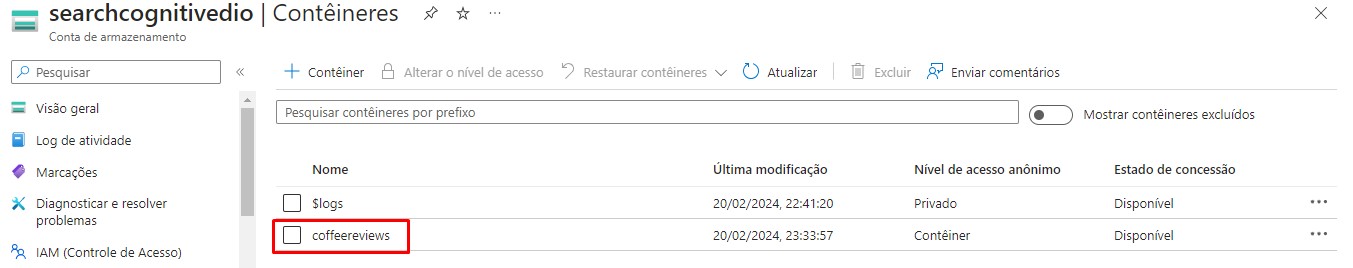 searchcognitivedio | Contêineres
Conta de armazenamento
Pesquisar
Visão geral
Log de atividade
Marcações
Diagnosticar e resolver
problemas
IAM (Controle de Acesso)
Contêiner Alterar o nível de acesso Restaurar contêineres Atualizar Excluir Enviar comentários
Pesquisar contêineres por prefixo Mostrar contêineres excluídos
Nome Última modificação Nível de acesso anônimo Estado de concessão
$logs 20/02/2024, 22:41:20 Privado Disponível
coffeereviews 20/02/2024, 23:33:57 Contêiner Disponível